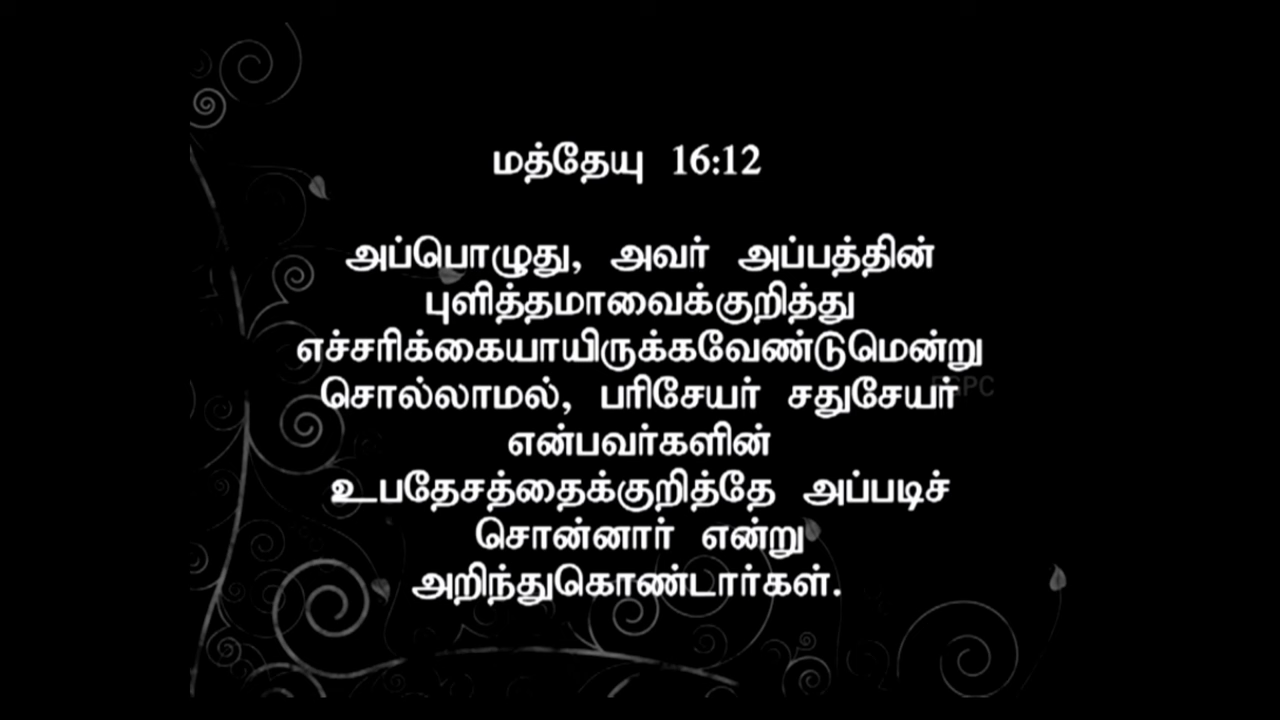 மத்தேயு 16:12
அப்பொழுது, அவர் அப்பத்தின்
புளித்தமாவைக்குறித்து
எச்சரிக்கையாயிருக்கவேண்டுமென்று
சொல்லாமல், பரிசேயர் சதுசேயர்
என்பவர்களின்
உபதேசத்தைக்குறித்தே அப்படிச்
சொன்னார் என்று
அறிந்துகொண்டார்கள்.